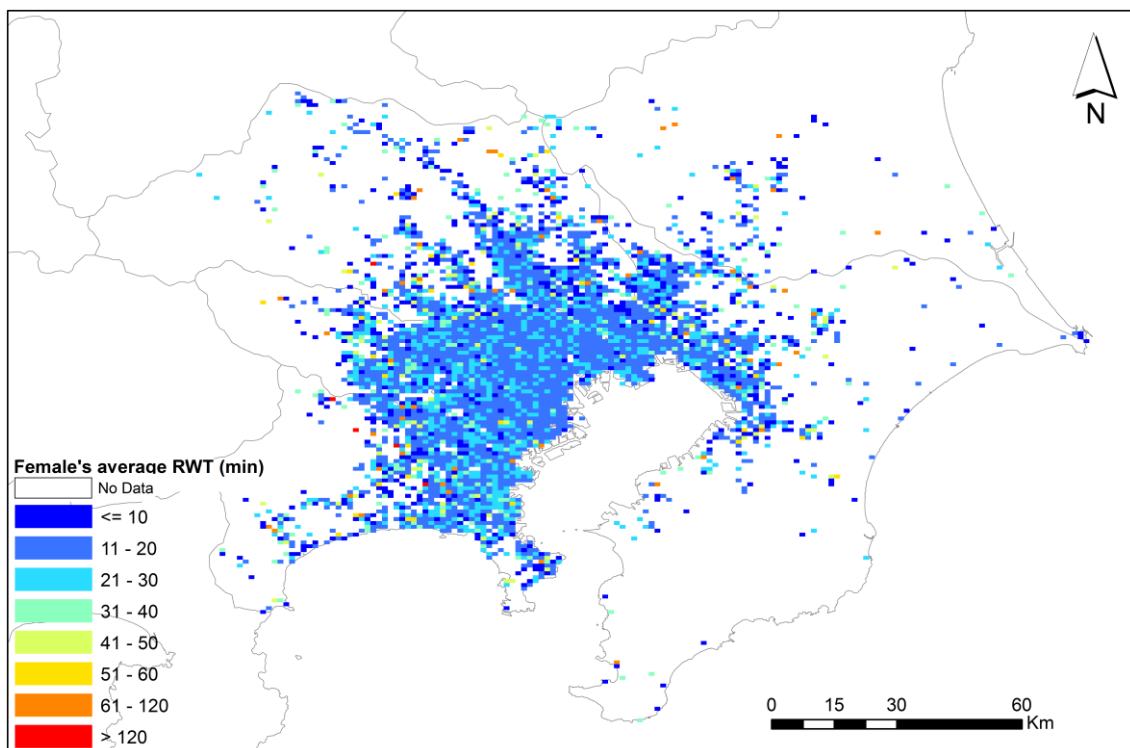 N
Female's average RWT (min)
No Data
<= 10
11 - 20
21 - 30
31 - 40
41 - 50
51 - 60
61 - 120
> 120
0 15 30 60
Km